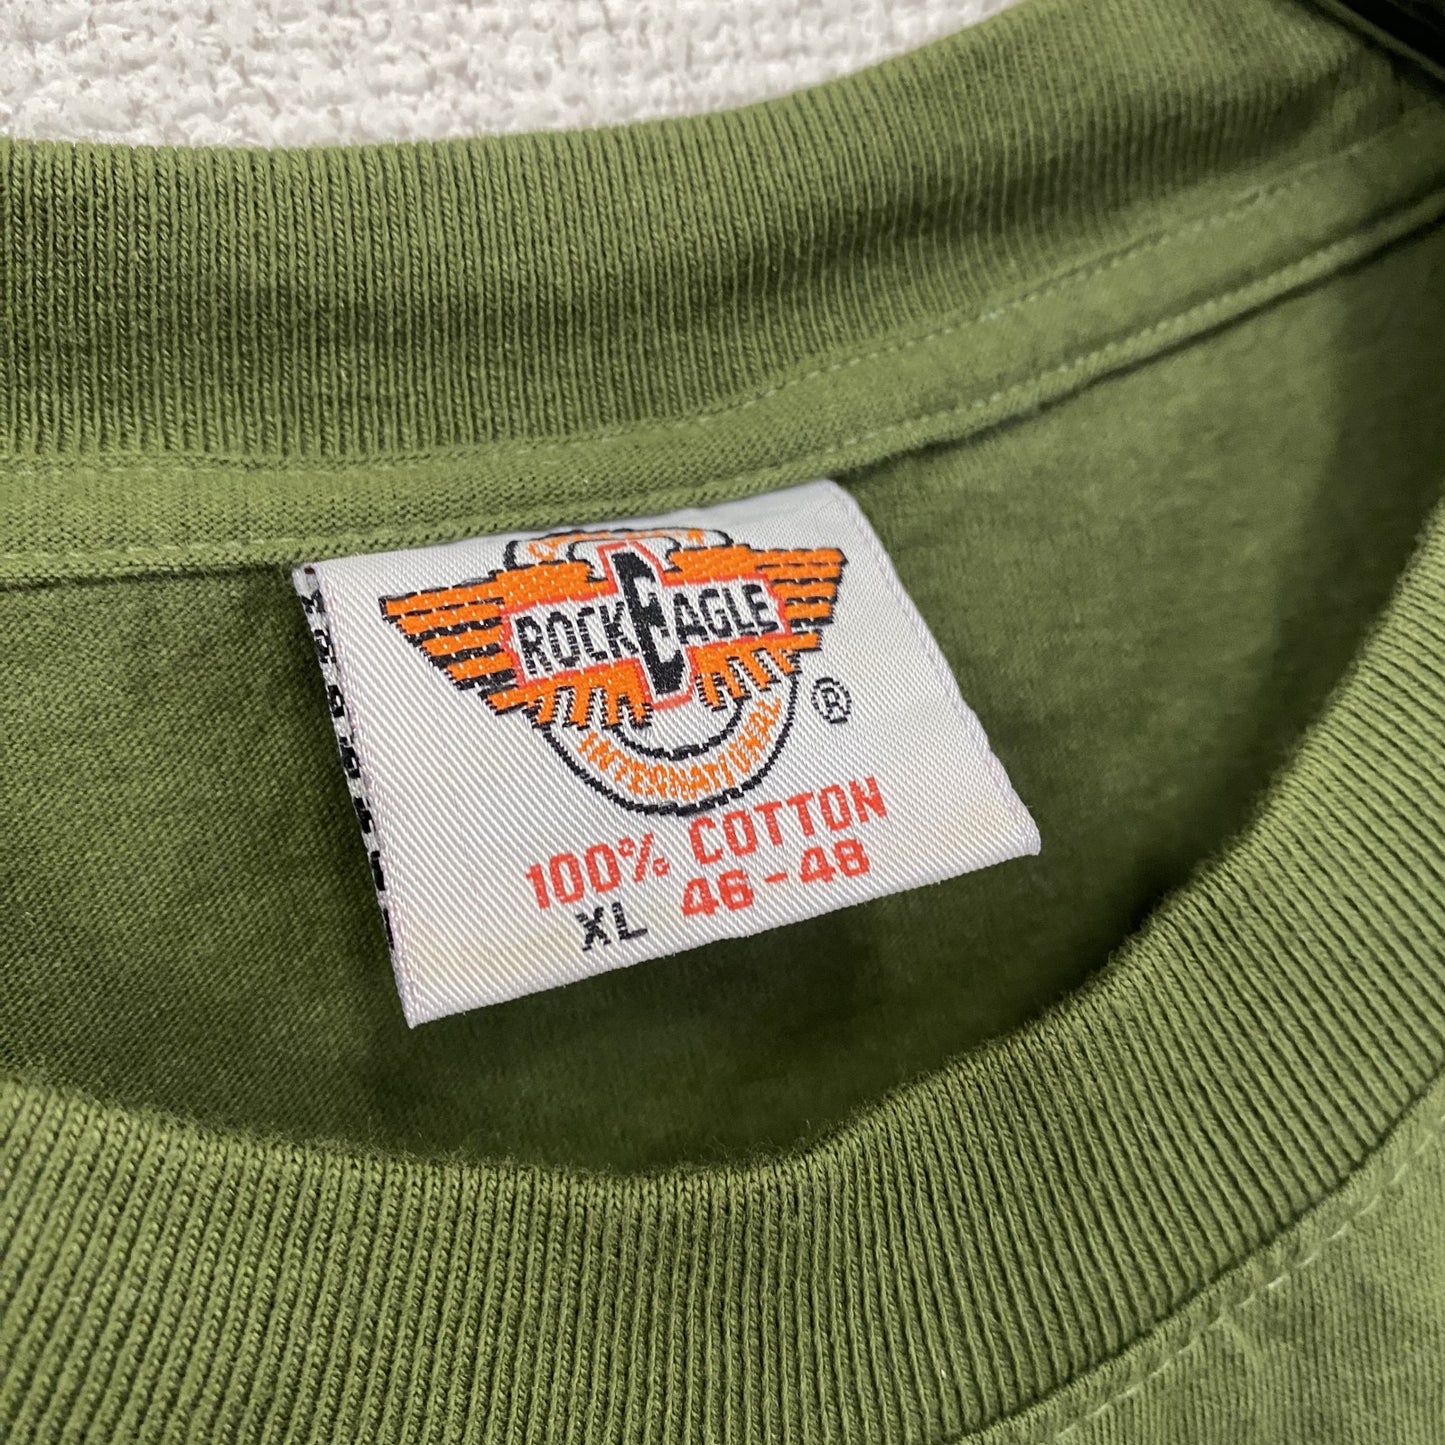 ROCK EAGLE
INTERNATIONAL
®
100% COTTON
XL 46-48